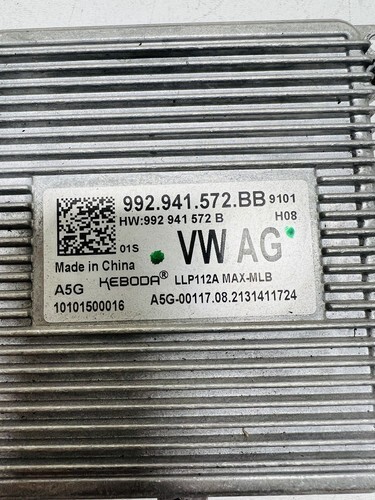 992.941.572.BB 9101
HW:992 941 572 B H08
01S VW AG
Made in China
A5G KEBODA® LLP112A MAX-MLB
10101500016 A5G-00117.08.2131411724